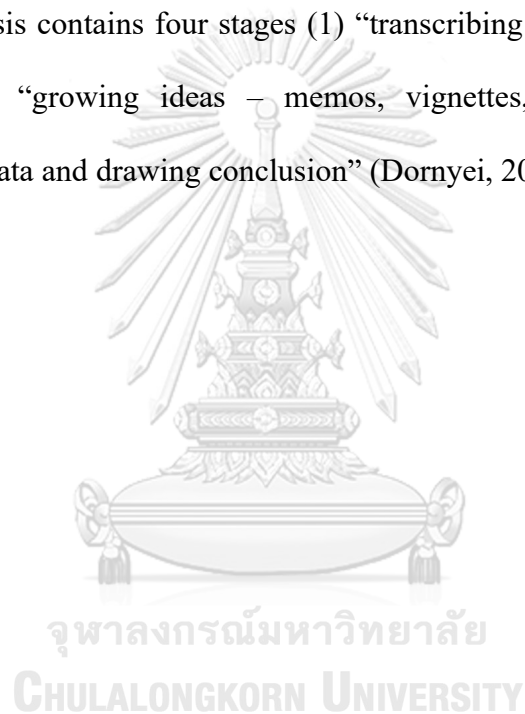 sis contains four stages (1) “transcribing
“growing ideas – memos, vignettes,
ata and drawing conclusion” (Dornyei, 20
จุฬาลงกรณ์มหาวิทยาลัย
CHULALONGKORN UNIVERSITY